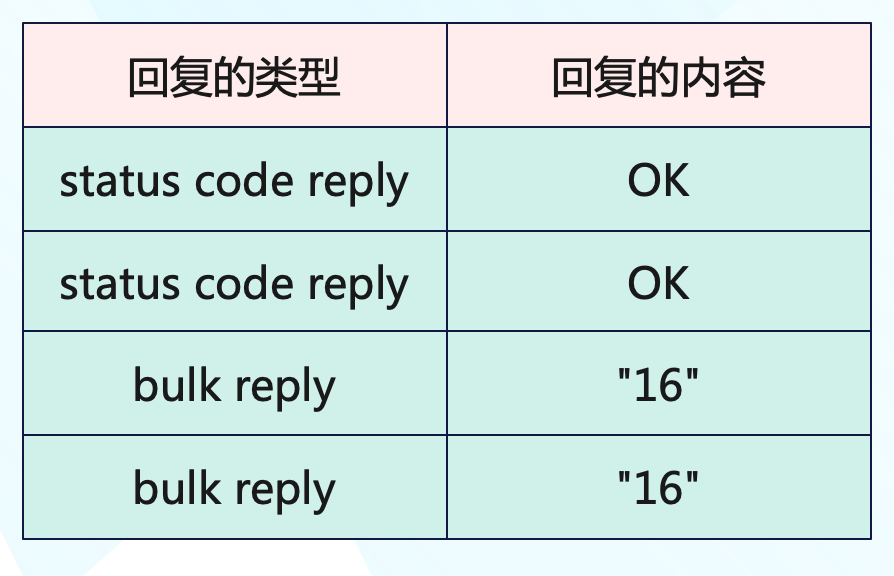 回复的类型 回复的内容
status code reply OK
status code reply OK
bulk reply "16"
bulk reply "16"